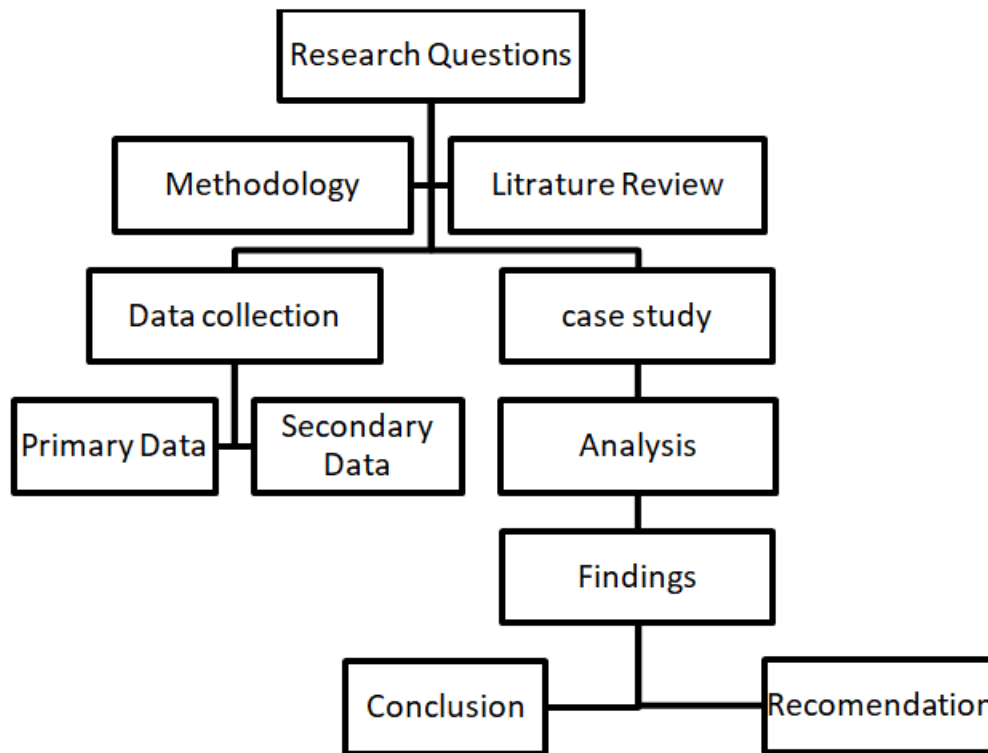 Research Questions
Methodology
Litrature Review
Data collection
case study
Primary Data
Secondary
Data
Analysis
Findings
Conclusion
Recomendation